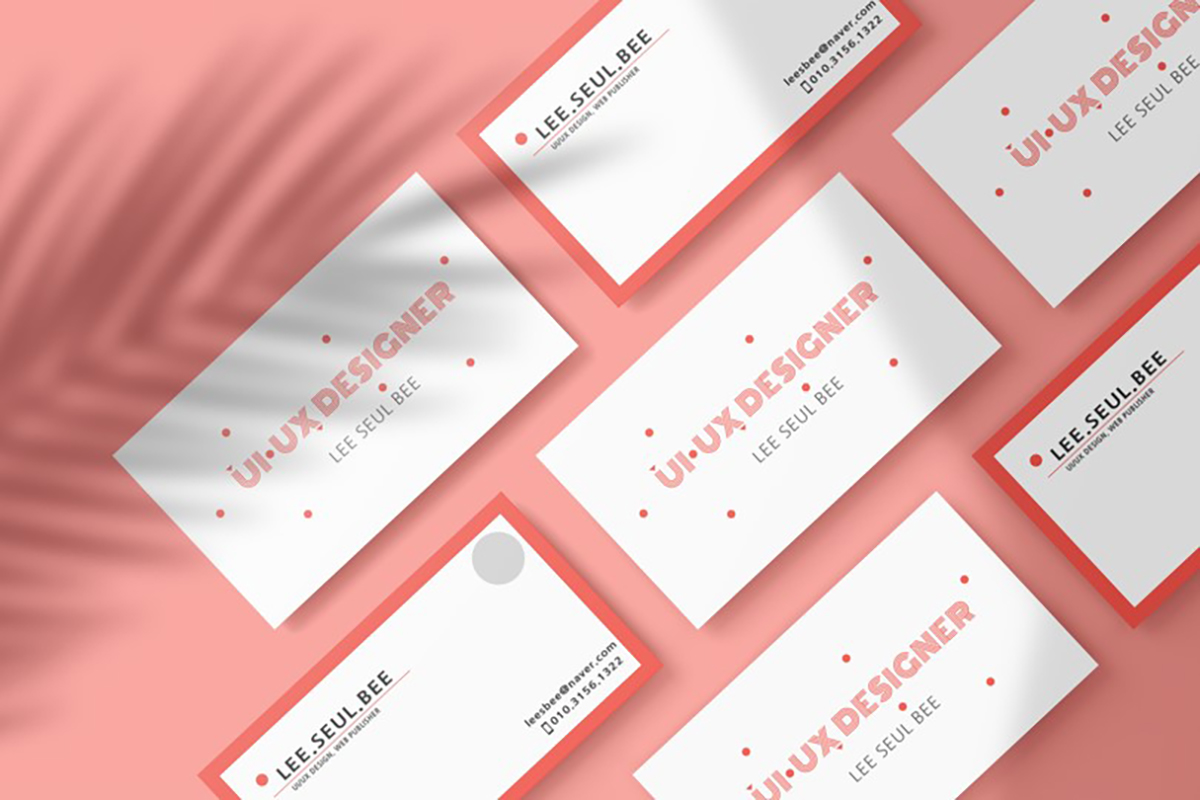 LEE.SEUL.BEE
UI/UX DESIGN, WEB PUBLISHER
leesbee@naver.com
010.3156.1322
UI•UX DESIGNER
LEE SEUL BEE
UI•UX DESIGNER
LEE SEUL BEE
UI•UX DESIGNER
LEE SEUL BEE
LEE.SEUL.BEE
UI/UX DESIGN, WEB PUBLISHER
LEE.SEUL.BEE
UI/UX DESIGN, WEB PUBLISHER
leesbee@naver.com
010.3156.1322
UI•UX DESIGNER
LEE SEUL BEE